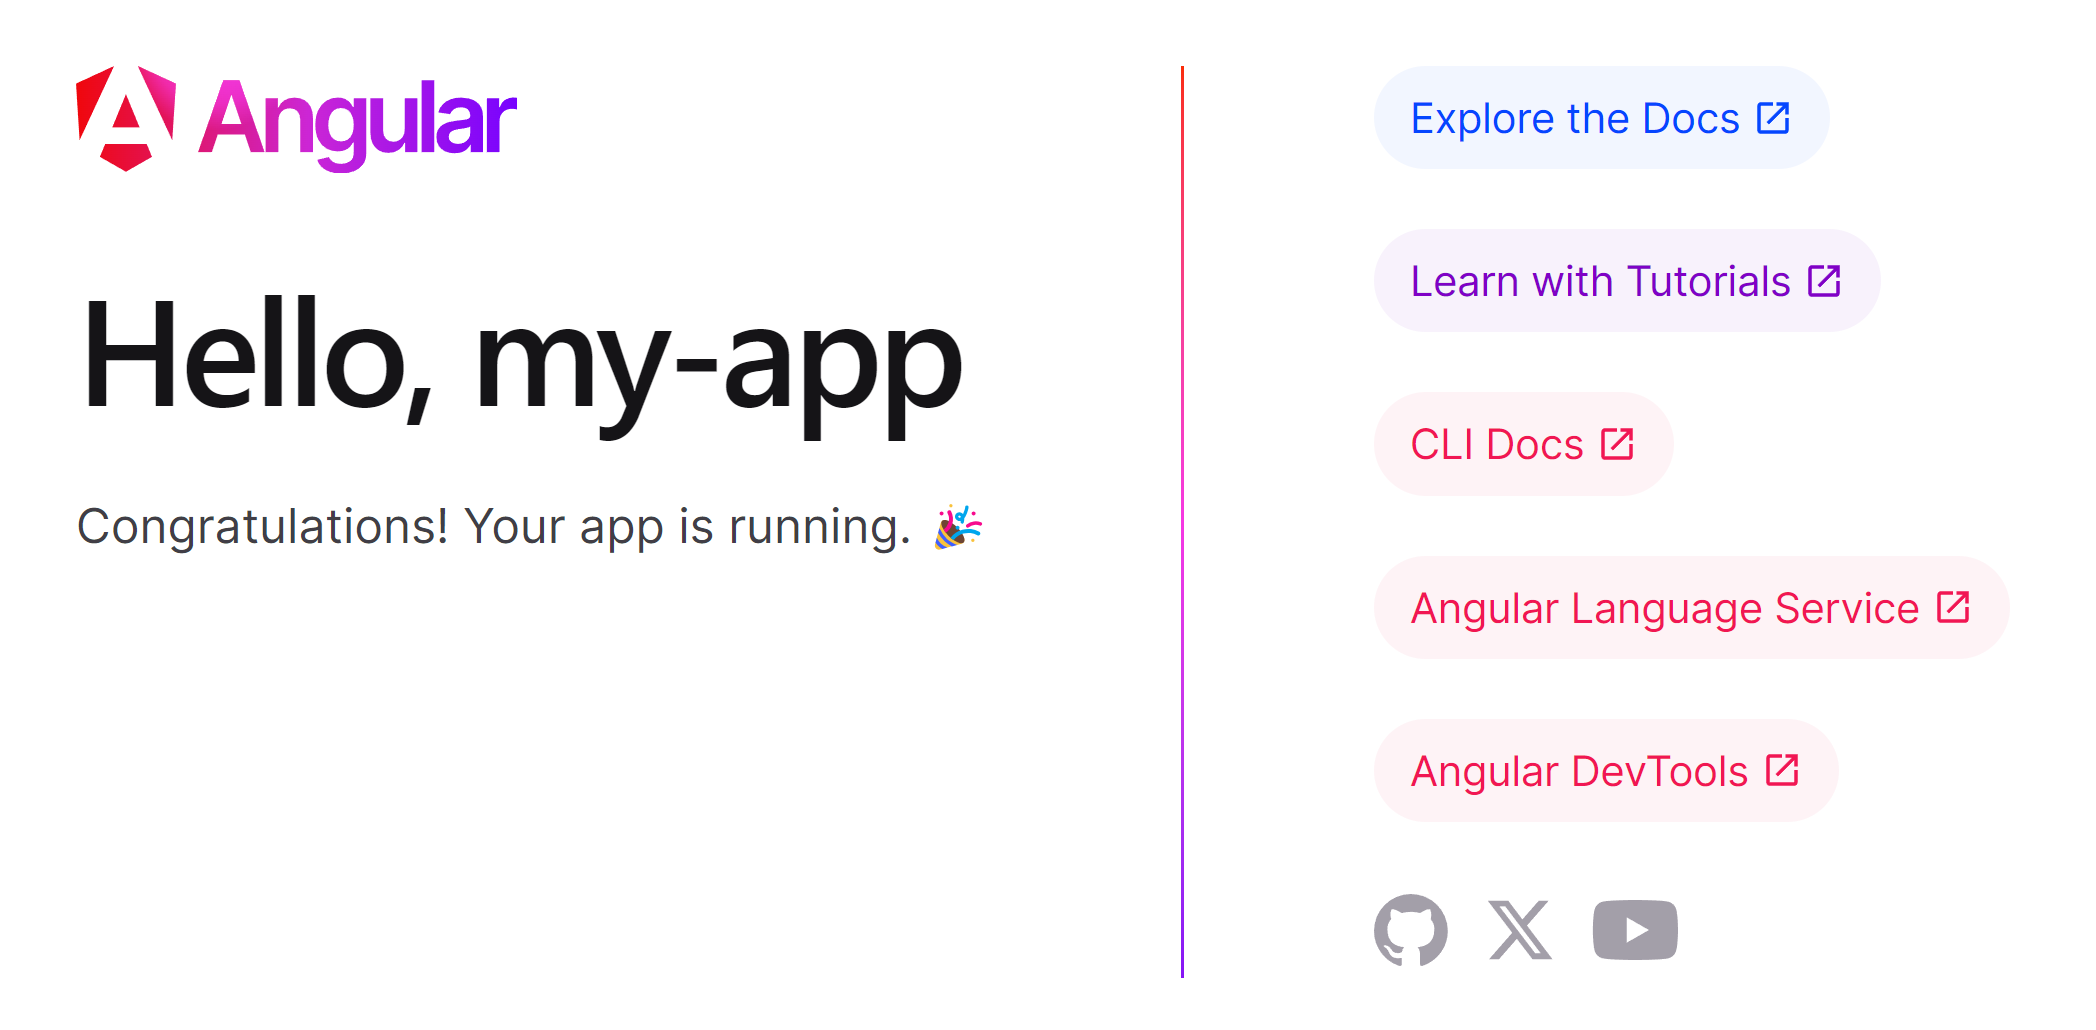 Angular
Hello, my-app
Congratulations! Your app is running. 🎉
Explore the Docs
Learn with Tutorials
CLI Docs
Angular Language Service
Angular DevTools